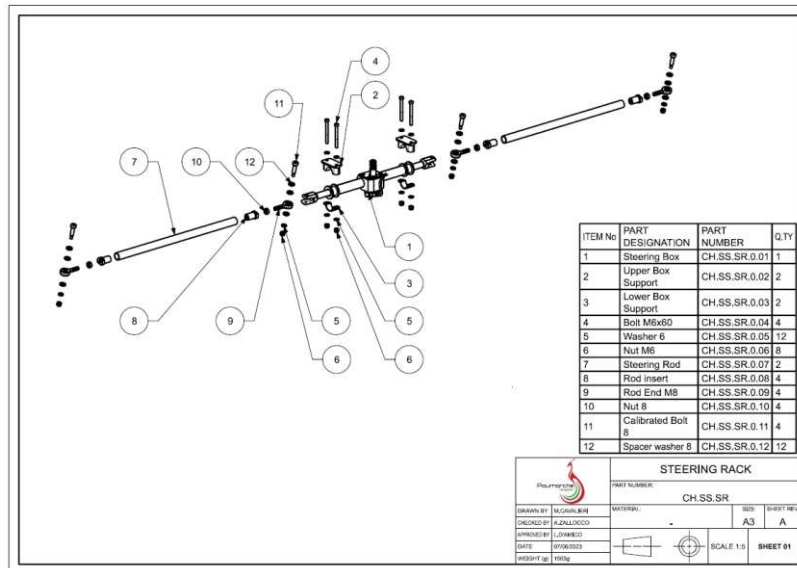 4
2
11
7
10
12
1
3
8
9
5
5
6
6
ITEM No PART DESIGNATION PART NUMBER Q.TY
1 Steering Box CH.SS.SR.0.01 1
2 Upper Box Support CH.SS.SR.0.02 2
3 Lower Box Support CH.SS.SR.0.03 2
4 Bolt M6x60 CH.SS.SR.0.04 4
5 Washer 6 CH.SS.SR.0.05 12
6 Nut M6 CH.SS.SR.0.06 8
7 Steering Rod CH.SS.SR.0.07 2
8 Rod insert CH.SS.SR.0.08 4
9 Rod End M8 CH.SS.SR.0.09 4
10 Nut 8 CH.SS.SR.0.10 4
11 Calibrated Bolt 8 CH.SS.SR.0.11 4
12 Spacer washer 8 CH.SS.SR.0.12 12
STEERING RACK
PART NUMBER:
CH.SS.SR
DRAWN BY M.CAVALIERI
MATERIAL:
-
SIZE
A3
SHEET REV
A
CHECKED BY A.ZALLOCCO
APPROVED BY L.D'AMICO
DATE 07/06/2023
WEIGHT (g) 1503g
SCALE 1:5
SHEET 01